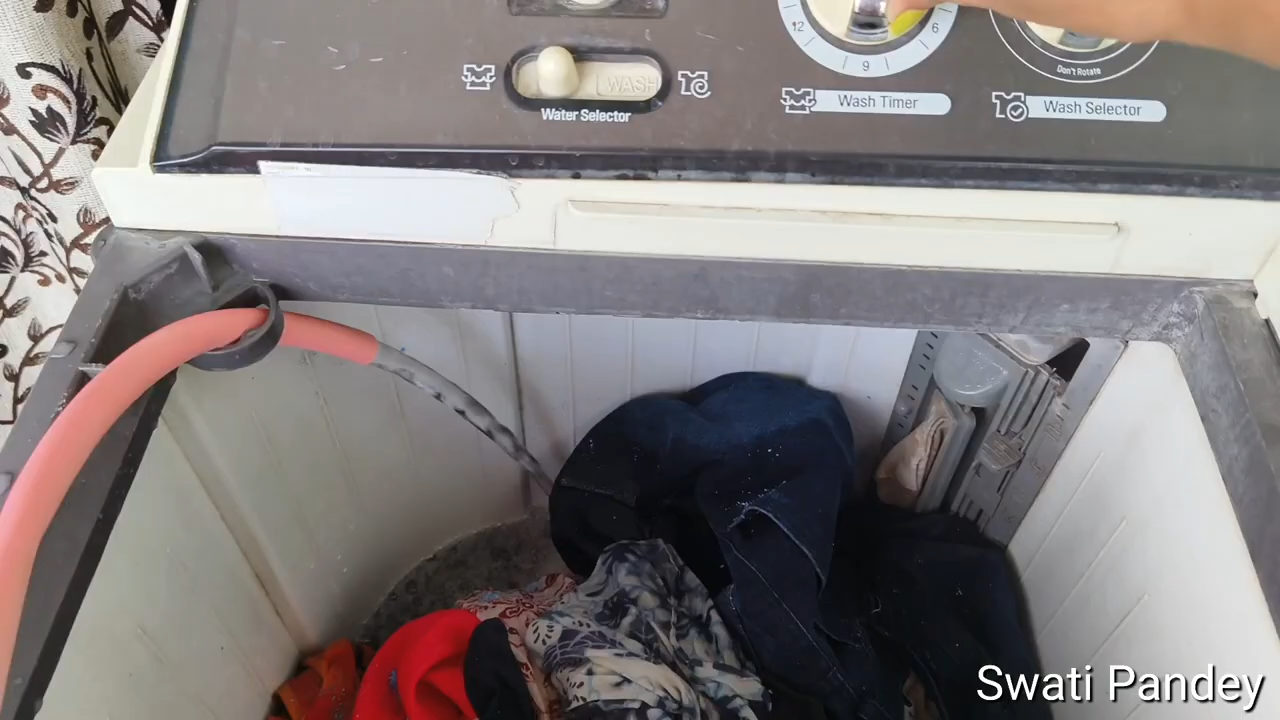 12
6
9
Don't Rotate
WASH
Wash Timer
Wash Selector
Water Selector
Swati Pandey